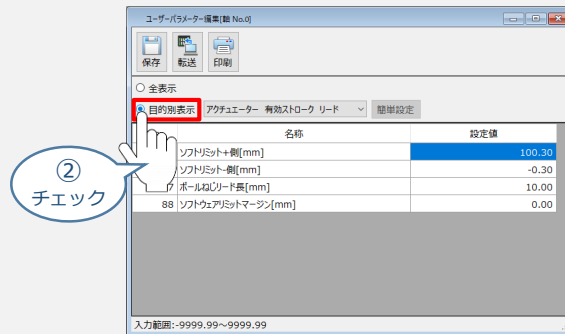 ユーザーパラメーター編集[軸 No.0]
保存 転送 印刷
全表示
目的別表示 アクチュエーター 有効ストローク リード 簡単設定
名称 設定値
ソフトリミット+側[mm] 100.30
ソフトリミット-側[mm] -0.30
7 ボールねじリード長[mm] 10.00
88 ソフトウェアリミットマージン[mm] 0.00
②
チェック
入力範囲:-9999.99~9999.99